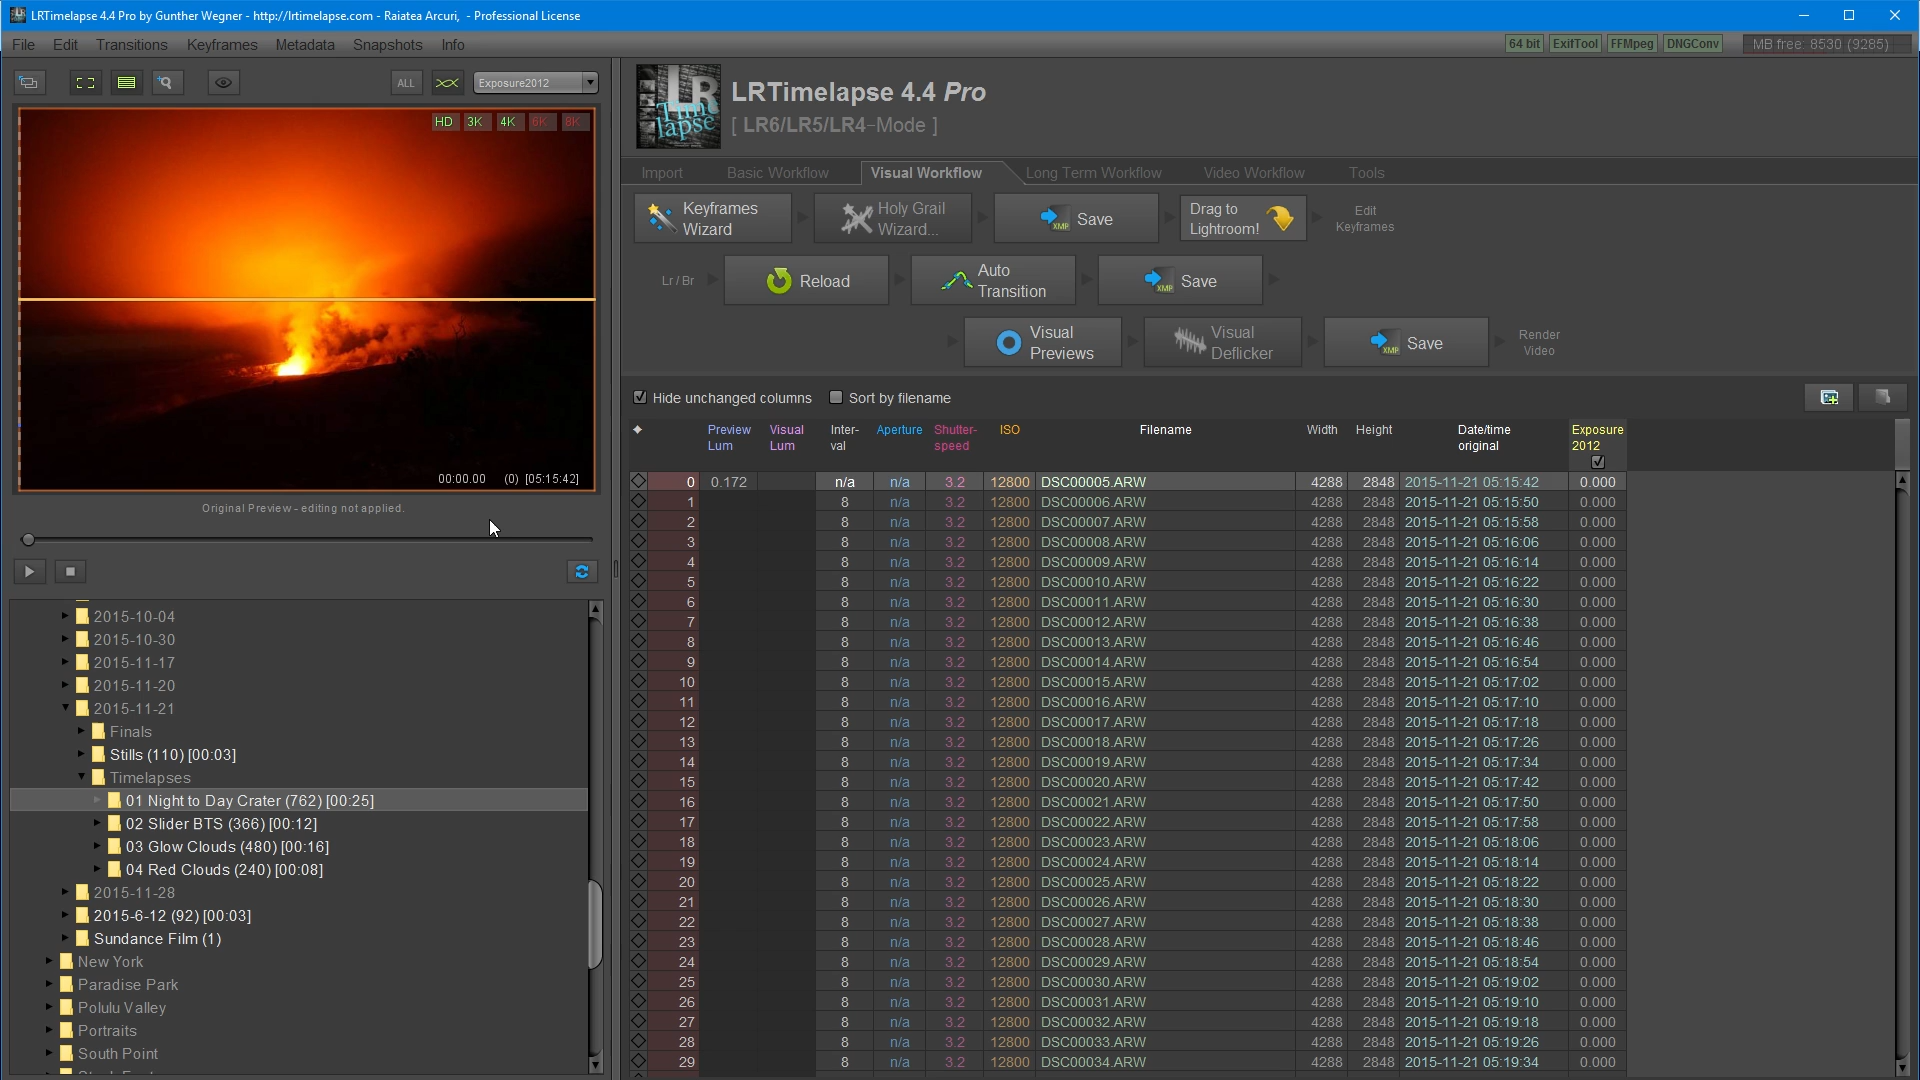 LRTimelapse 4.4 Pro by Gunther Wegner - http://lrtimelapse.com - Raiatea Arcuri,  - Professional License
File Edit Transitions Keyframes Metadata Snapshots Info
64 bit ExifTool FFMpeg DNGConv MB free: 8530 (9285)
ALL Exposure2012
HD 3K 4K 6K 8K
00:00.00 (0) [05:15:42]
Original Preview - editing not applied.
2015-10-04
2015-10-30
2015-11-17
2015-11-20
2015-11-21
Finals
Stills (110) [00:03]
Timelapses
01 Night to Day Crater (762) [00:25]
02 Slider BTS (366) [00:12]
03 Glow Clouds (480) [00:16]
04 Red Clouds (240) [00:08]
2015-11-28
2015-6-12 (92) [00:03]
Sundance Film (1)
New York
Paradise Park
Polulu Valley
Portraits
South Point
LR Timelapse
LRTimelapse 4.4 Pro
[ LR6/LR5/LR4-Mode ]
Import Basic Workflow Visual Workflow Long Term Workflow Video Workflow Tools
Keyframes Wizard
Holy Grail Wizard...
XMP Save
Drag to Lightroom!
Edit Keyframes
Lr / Br
Reload
Auto Transition
XMP Save
Visual Previews
Visual Deflicker
XMP Save
Render Video
Hide unchanged columns Sort by filename
Preview Lum Visual Lum Inter-val Aperture Shutter-speed ISO Filename Width Height Date/time original Exposure 2012
0 0.172 n/a n/a 3.2 12800 DSC00005.ARW 4288 2848 2015-11-21 05:15:42 0.000
1 8 n/a 3.2 12800 DSC00006.ARW 4288 2848 2015-11-21 05:15:50 0.000
2 8 n/a 3.2 12800 DSC00007.ARW 4288 2848 2015-11-21 05:15:58 0.000
3 8 n/a 3.2 12800 DSC00008.ARW 4288 2848 2015-11-21 05:16:06 0.000
4 8 n/a 3.2 12800 DSC00009.ARW 4288 2848 2015-11-21 05:16:14 0.000
5 8 n/a 3.2 12800 DSC00010.ARW 4288 2848 2015-11-21 05:16:22 0.000
6 8 n/a 3.2 12800 DSC00011.ARW 4288 2848 2015-11-21 05:16:30 0.000
7 8 n/a 3.2 12800 DSC00012.ARW 4288 2848 2015-11-21 05:16:38 0.000
8 8 n/a 3.2 12800 DSC00013.ARW 4288 2848 2015-11-21 05:16:46 0.000
9 8 n/a 3.2 12800 DSC00014.ARW 4288 2848 2015-11-21 05:16:54 0.000
10 8 n/a 3.2 12800 DSC00015.ARW 4288 2848 2015-11-21 05:17:02 0.000
11 8 n/a 3.2 12800 DSC00016.ARW 4288 2848 2015-11-21 05:17:10 0.000
12 8 n/a 3.2 12800 DSC00017.ARW 4288 2848 2015-11-21 05:17:18 0.000
13 8 n/a 3.2 12800 DSC00018.ARW 4288 2848 2015-11-21 05:17:26 0.000
14 8 n/a 3.2 12800 DSC00019.ARW 4288 2848 2015-11-21 05:17:34 0.000
15 8 n/a 3.2 12800 DSC00020.ARW 4288 2848 2015-11-21 05:17:42 0.000
16 8 n/a 3.2 12800 DSC00021.ARW 4288 2848 2015-11-21 05:17:50 0.000
17 8 n/a 3.2 12800 DSC00022.ARW 4288 2848 2015-11-21 05:17:58 0.000
18 8 n/a 3.2 12800 DSC00023.ARW 4288 2848 2015-11-21 05:18:06 0.000
19 8 n/a 3.2 12800 DSC00024.ARW 4288 2848 2015-11-21 05:18:14 0.000
20 8 n/a 3.2 12800 DSC00025.ARW 4288 2848 2015-11-21 05:18:22 0.000
21 8 n/a 3.2 12800 DSC00026.ARW 4288 2848 2015-11-21 05:18:30 0.000
22 8 n/a 3.2 12800 DSC00027.ARW 4288 2848 2015-11-21 05:18:38 0.000
23 8 n/a 3.2 12800 DSC00028.ARW 4288 2848 2015-11-21 05:18:46 0.000
24 8 n/a 3.2 12800 DSC00029.ARW 4288 2848 2015-11-21 05:18:54 0.000
25 8 n/a 3.2 12800 DSC00030.ARW 4288 2848 2015-11-21 05:19:02 0.000
26 8 n/a 3.2 12800 DSC00031.ARW 4288 2848 2015-11-21 05:19:10 0.000
27 8 n/a 3.2 12800 DSC00032.ARW 4288 2848 2015-11-21 05:19:18 0.000
28 8 n/a 3.2 12800 DSC00033.ARW 4288 2848 2015-11-21 05:19:26 0.000
29 8 n/a 3.2 12800 DSC00034.ARW 4288 2848 2015-11-21 05:19:34 0.000